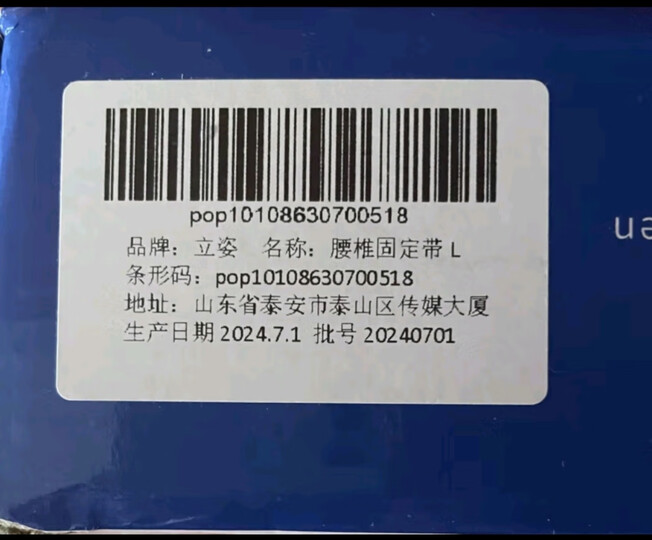 pop10108630700518
品牌：立姿 名称：腰椎固定带 L
条形码：pop10108630700518
地址：山东省泰安市泰山区传媒大厦
生产日期 2024.7.1 批号 20240701